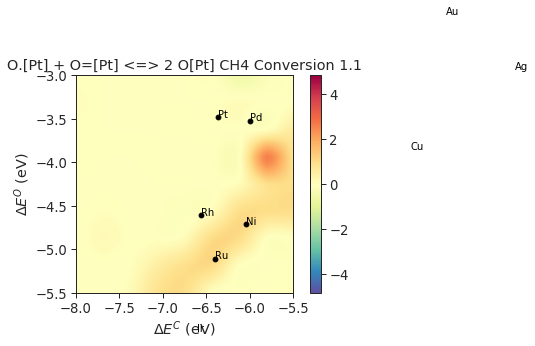 Au
O.[Pt] + O=[Pt] <=> 2 O[Pt] CH4 Conversion 1.1
Ag
−3.0
−3.5
−4.0
−4.5
−5.0
−5.5
ΔE^O (eV)
Pt
Pd
Cu
Rh
Ni
Ru
4
2
0
−2
−4
−8.0 −7.5 −7.0 −6.5 −6.0 −5.5
ΔE^C (eV)
Ir